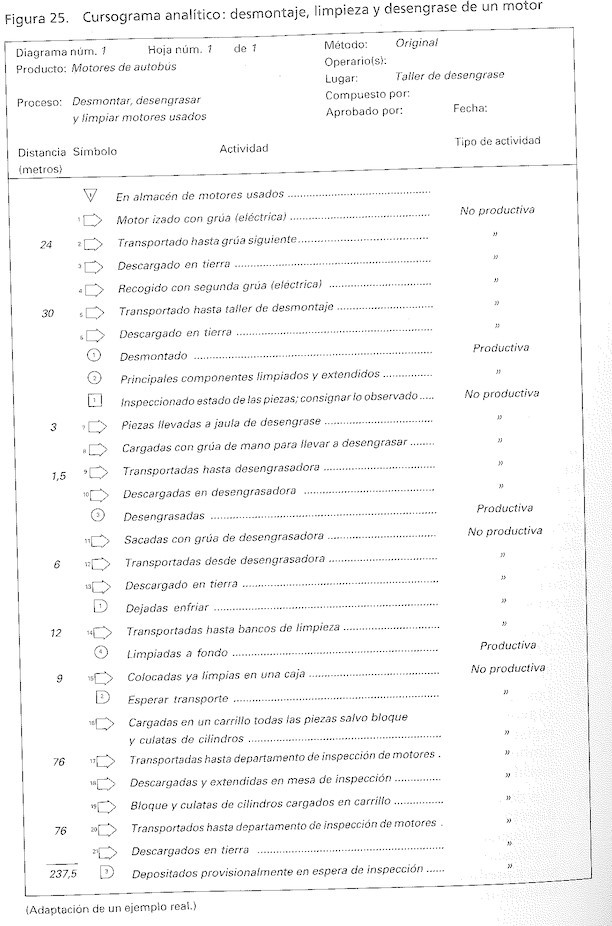 Figura 25. Cursograma analítico: desmontaje, limpieza y desengrase de un motor
Diagrama núm. 1 Hoja núm. 1 de 1 Método: Original
Producto: Motores de autobús Operario(s):
Lugar: Taller de desengrase
Proceso: Desmontar, desengrasar Compuesto por:
y limpiar motores usados Aprobado por: Fecha:
Distancia Símbolo Actividad Tipo de actividad
(metros)
1 En almacén de motores usados
1 Motor izado con grúa (eléctrica) No productiva
24 2 Transportado hasta grúa siguiente "
3 Descargado en tierra "
4 Recogido con segunda grúa (eléctrica) "
30 5 Transportado hasta taller de desmontaje "
6 Descargado en tierra "
1 Desmontado Productiva
2 Principales componentes limpiados y extendidos "
1 Inspeccionado estado de las piezas; consignar lo observado No productiva
3 7 Piezas llevadas a jaula de desengrase "
8 Cargadas con grúa de mano para llevar a desengrasar "
1,5 9 Transportadas hasta desengrasadora "
10 Descargadas en desengrasadora "
3 Desengrasadas Productiva
11 Sacadas con grúa de desengrasadora No productiva
6 12 Transportadas desde desengrasadora "
13 Descargado en tierra "
1 Dejadas enfriar "
12 14 Transportadas hasta bancos de limpieza "
4 Limpiadas a fondo Productiva
9 15 Colocadas ya limpias en una caja No productiva
2 Esperar transporte "
16 Cargadas en un carrillo todas las piezas salvo bloque
y culatas de cilindros "
76 17 Transportadas hasta departamento de inspección de motores . "
18 Descargadas y extendidas en mesa de inspección "
19 Bloque y culatas de cilindros cargados en carrillo "
76 20 Transportados hasta departamento de inspección de motores . "
21 Descargados en tierra "
237,5 3 Depositados provisionalmente en espera de inspección "
(Adaptación de un ejemplo real.)